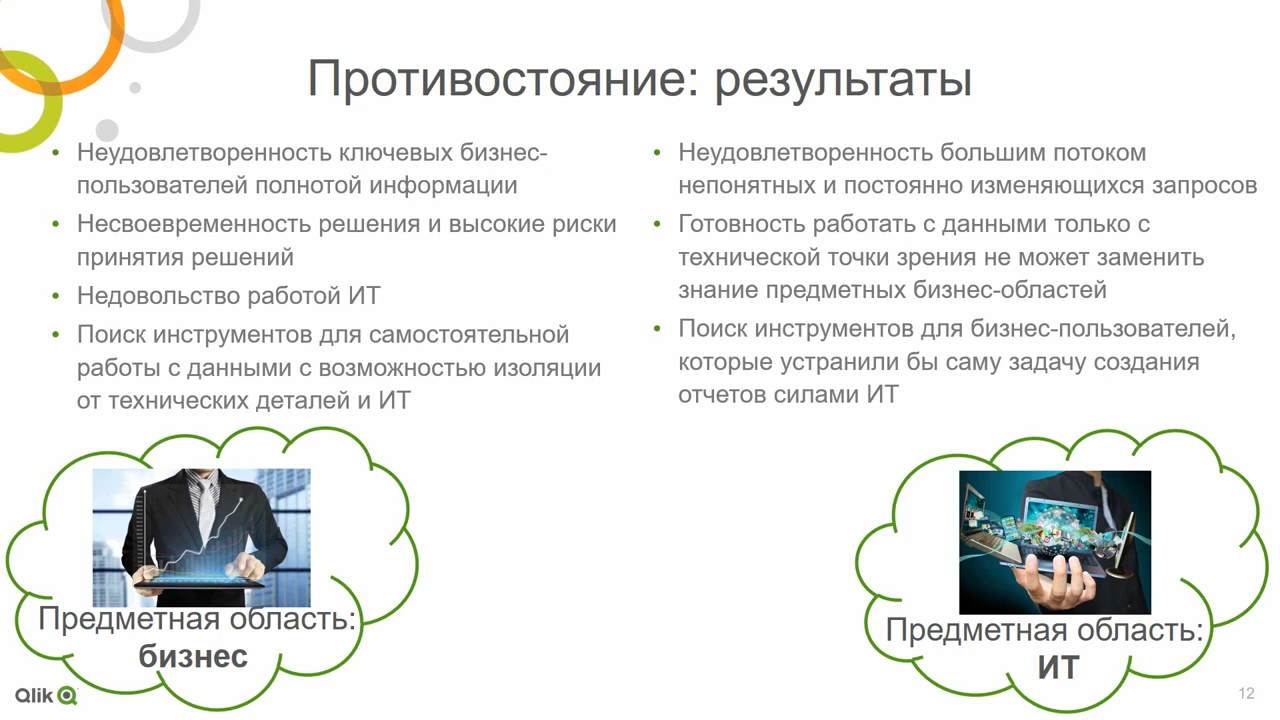 Противостояние: результаты
• Неудовлетворенность ключевых бизнес-
пользователей полнотой информации
• Несвоевременность решения и высокие риски
принятия решений
• Недовольство работой ИТ
• Поиск инструментов для самостоятельной
работы с данными с возможностью изоляции
от технических деталей и ИТ
• Неудовлетворенность большим потоком
непонятных и постоянно изменяющихся запросов
• Готовность работать с данными только с
технической точки зрения не может заменить
знание предметных бизнес-областей
• Поиск инструментов для бизнес-пользователей,
которые устранили бы саму задачу создания
отчетов силами ИТ
Предметная область:
бизнес
Предметная область:
ИТ
Qlik
12